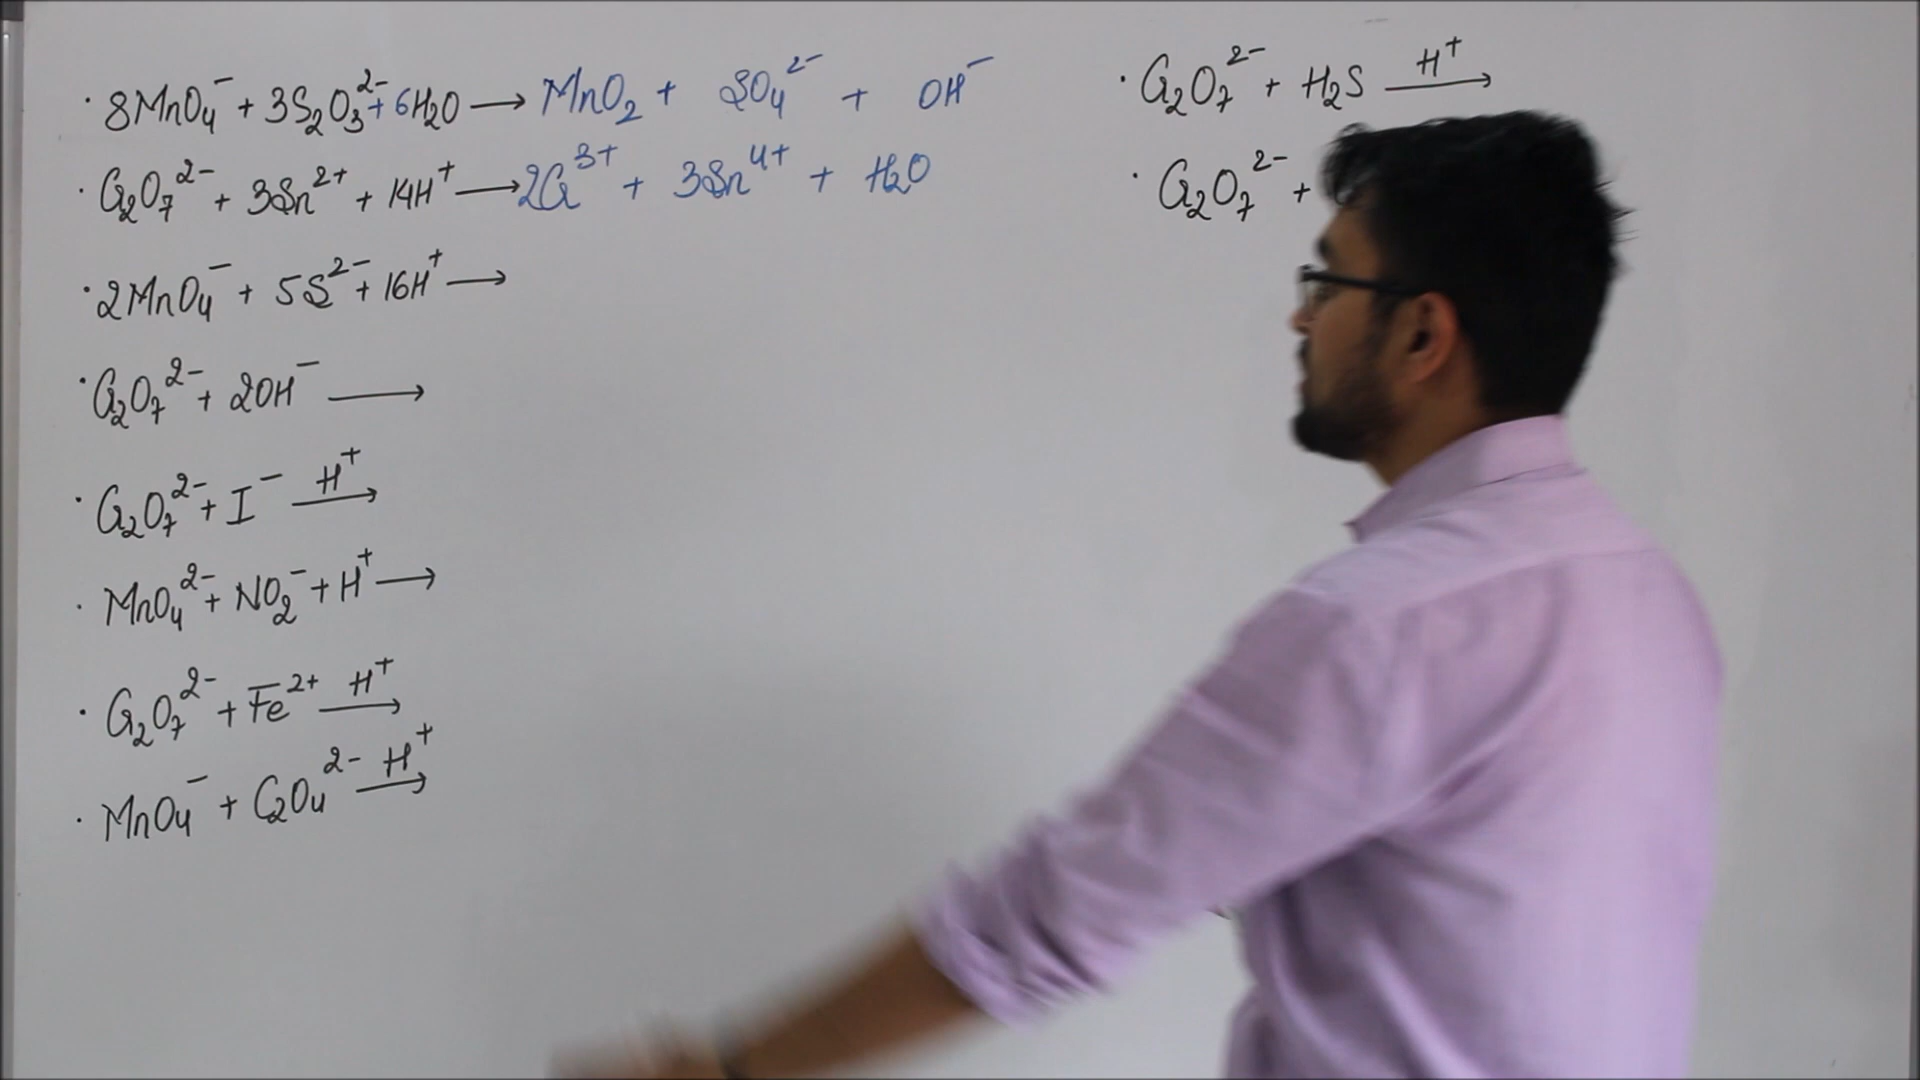 · 8MnO₄⁻ + 3S₂O₃²⁻ + 6H₂O ⟶ MnO₂ + SO₄²⁻ + OH⁻
· Cr₂O₇²⁻ + 3Sn²⁺ + 14H⁺ ⟶ 2Cr³⁺ + 3Sn⁴⁺ + H₂O
· 2MnO₄⁻ + 5S²⁻ + 16H⁺ ⟶
· Cr₂O₇²⁻ + 2OH⁻ ⟶
· Cr₂O₇²⁻ + I⁻ —H⁺→
· MnO₄²⁻ + NO₂⁻ + H⁺ ⟶
· Cr₂O₇²⁻ + Fe²⁺ —H⁺→
· MnO₄⁻ + C₂O₄²⁻ —H⁺→
· Cr₂O₇²⁻ + H₂S —H⁺→
· Cr₂O₇²⁻ +